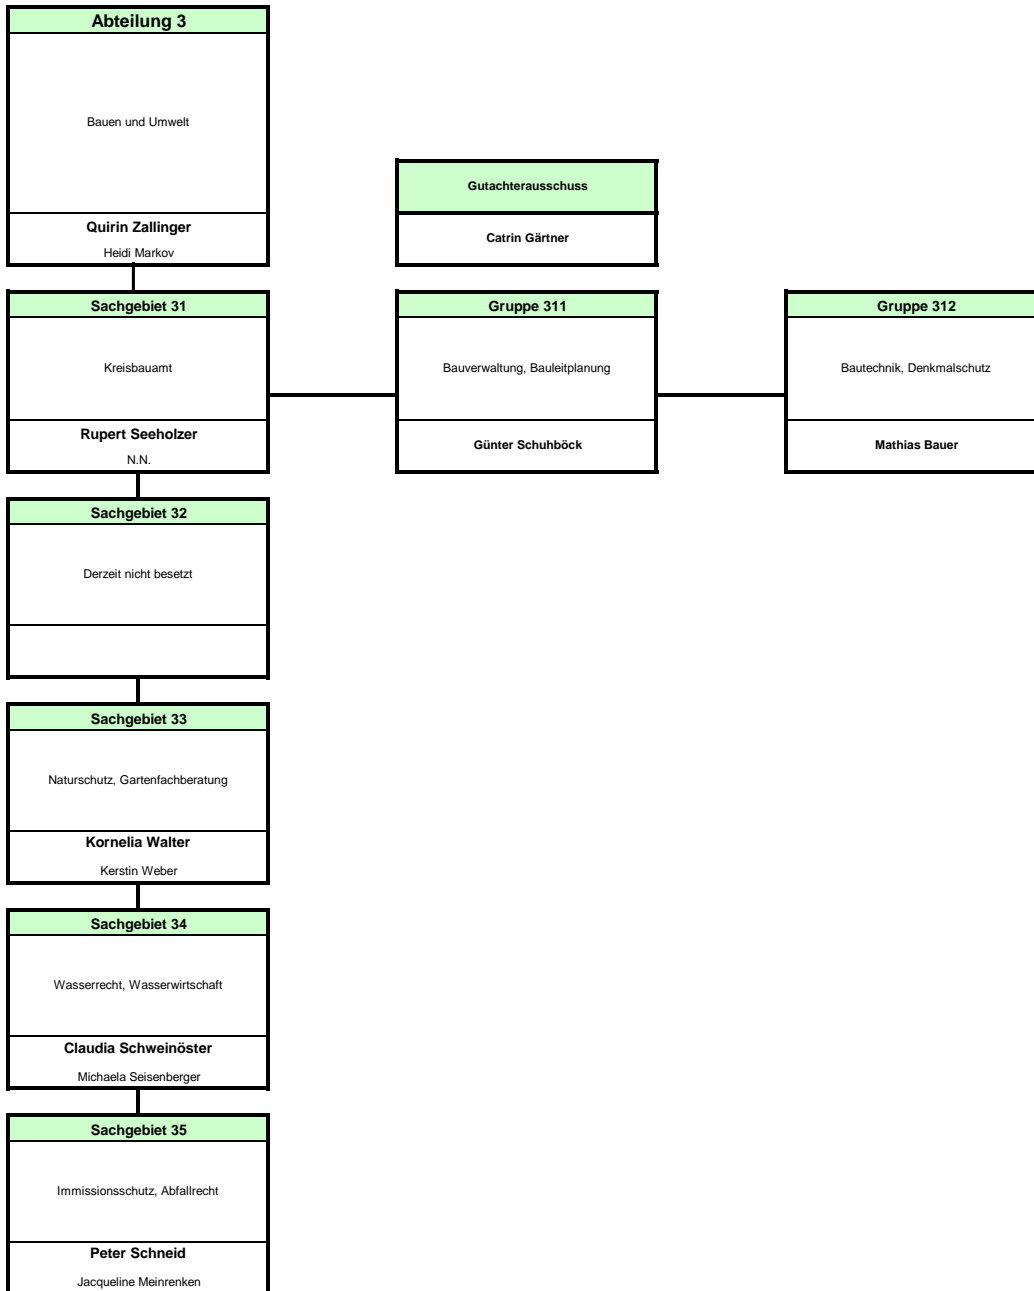 Abteilung 3
Bauen und Umwelt
Quirin Zallinger
Heidi Markov
Gutachterausschuss
Catrin Gärtner
Sachgebiet 31
Kreisbauamt
Rupert Seeholzer
N.N.
Gruppe 311
Bauverwaltung, Bauleitplanung
Günter Schuhböck
Gruppe 312
Bautechnik, Denkmalschutz
Mathias Bauer
Sachgebiet 32
Derzeit nicht besetzt
Sachgebiet 33
Naturschutz, Gartenfachberatung
Kornelia Walter
Kerstin Weber
Sachgebiet 34
Wasserrecht, Wasserwirtschaft
Claudia Schweinöster
Michaela Seisenberger
Sachgebiet 35
Immissionsschutz, Abfallrecht
Peter Schneid
Jacqueline Meinrenken